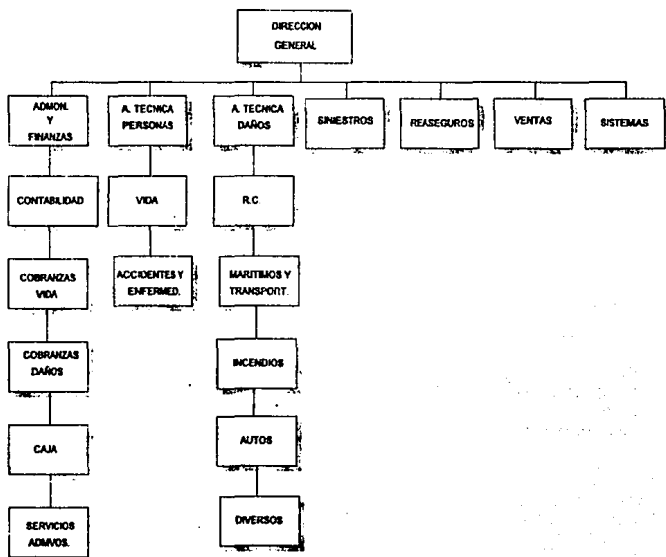 DIRECCION
GENERAL
ADMON.
Y
FINANZAS
A. TECNICA
PERSONAS
A. TECNICA
DAÑOS
SINIESTROS
REASEGUROS
VENTAS
SISTEMAS
CONTABILIDAD
VIDA
R.C
COBRANZAS
VIDA
ACCIDENTES Y
ENFERMED.
MARITIMOS Y
TRANSPORT.
COBRANZAS
DAÑOS
INCENDIOS
CAJA
AUTOS
SERVICIOS
ADMVOS.
DIVERSOS